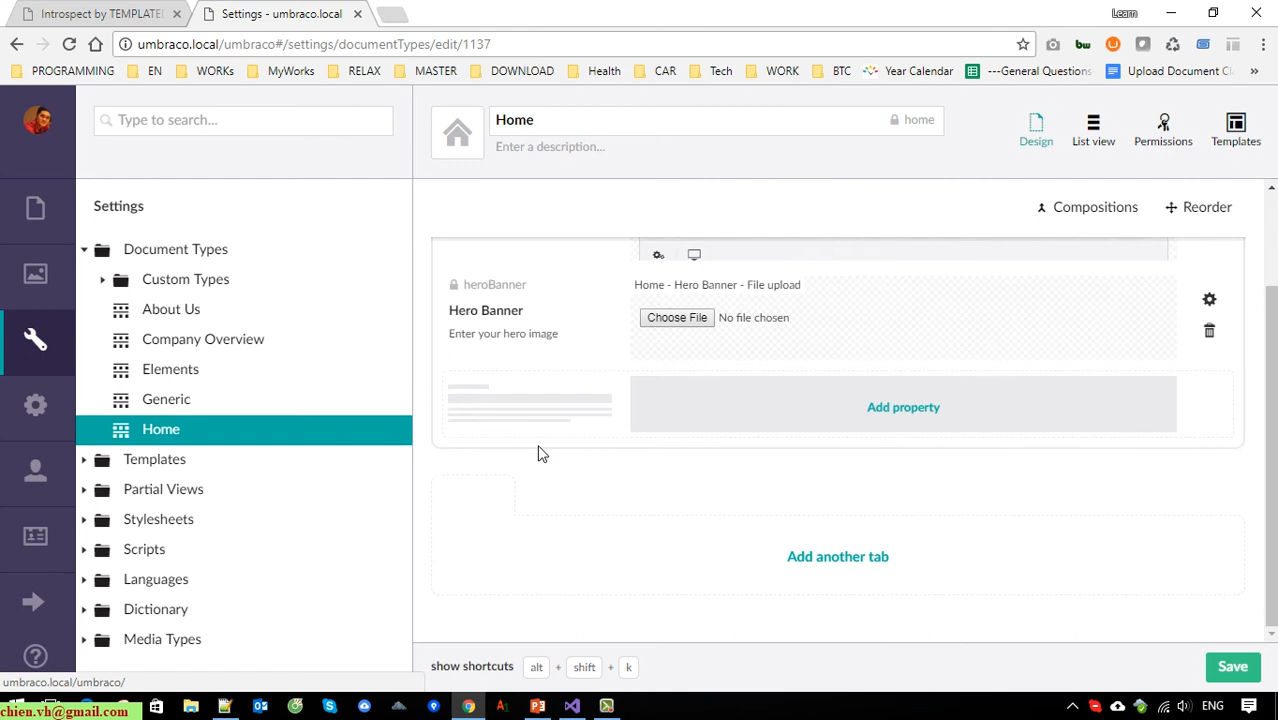 Introspect by TEMPLATE
Settings - umbraco.local
Learn
umbraco.local/umbraco#/settings/documentTypes/edit/1137
bw
PROGRAMMING
EN
WORKs
MyWorks
RELAX
MASTER
DOWNLOAD
Health
CAR
Tech
WORK
BTC
Year Calendar
---General Questions
Upload Document Cl
»
Type to search...
Home
home
Enter a description...
Design
List view
Permissions
Templates
Settings
Compositions
Reorder
Document Types
Custom Types
About Us
Company Overview
Elements
Generic
Home
Templates
Partial Views
Stylesheets
Scripts
Languages
Dictionary
Media Types
heroBanner
Hero Banner
Enter your hero image
Home - Hero Banner - File upload
Choose File No file chosen
Add property
Add another tab
show shortcuts alt + shift + k
Save
umbraco.local/umbraco/
chien.vh@gmail.com
ENG